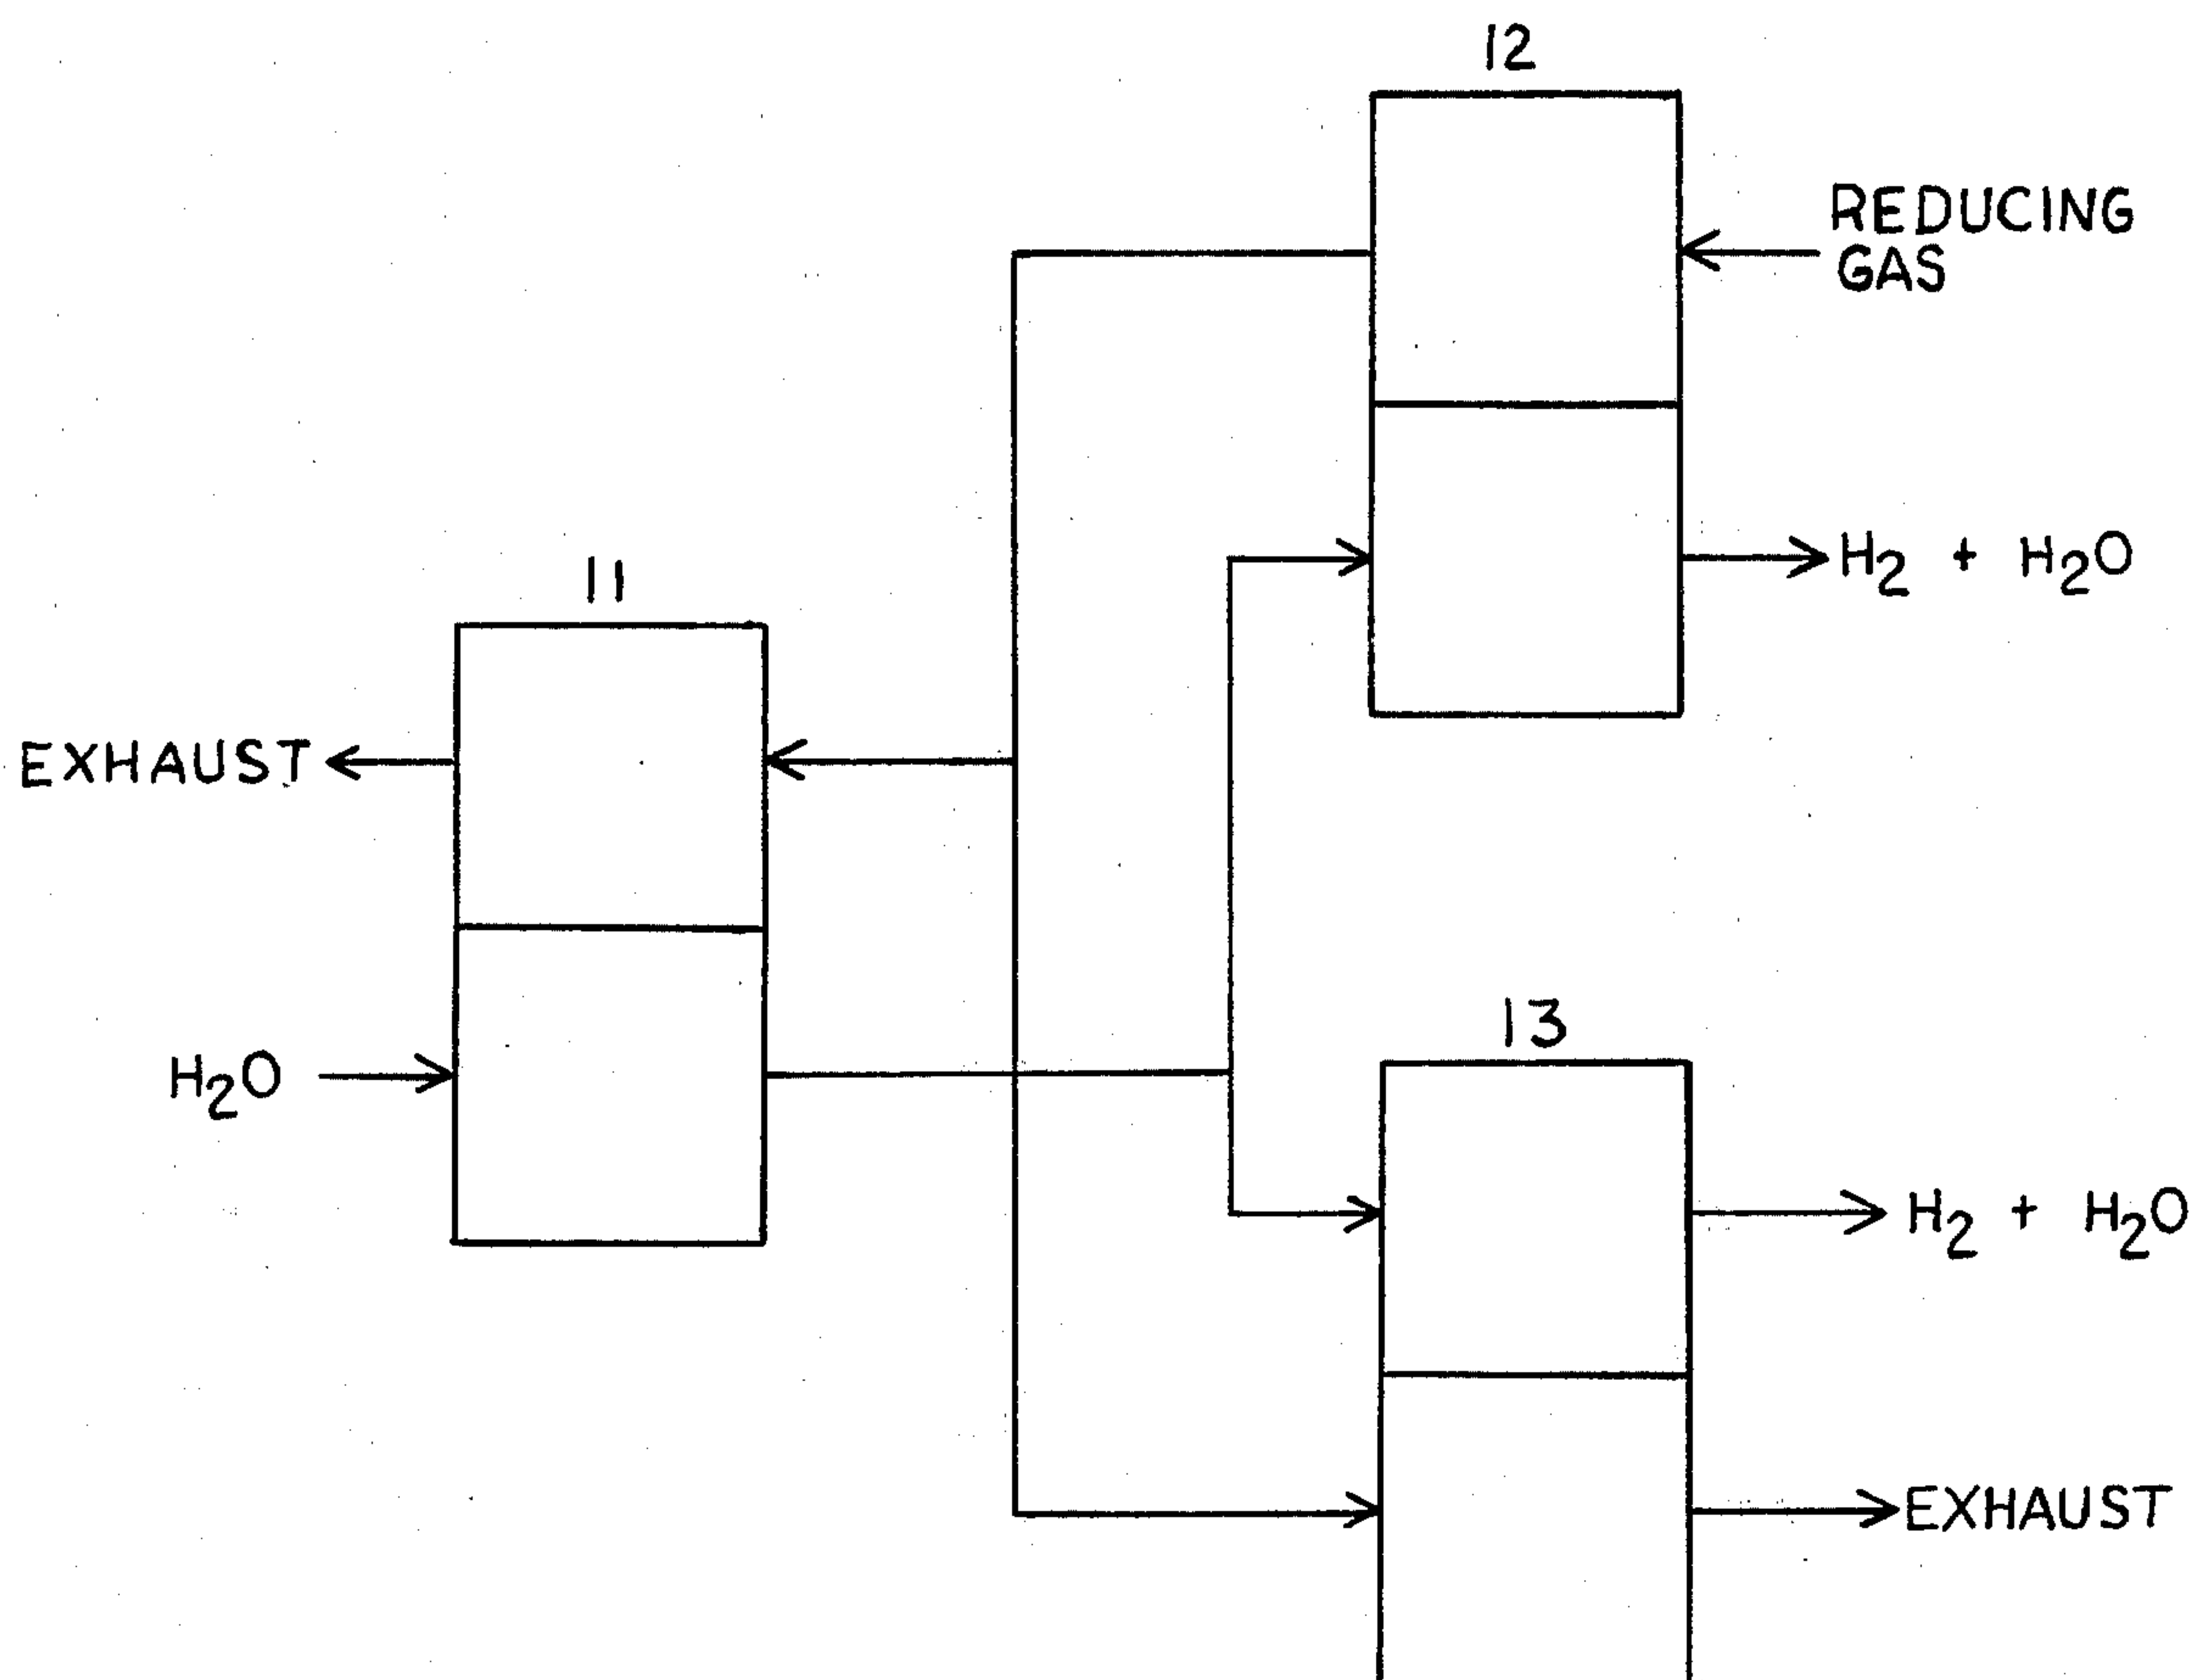 12
REDUCING
GAS
H₂ + H₂O
11
EXHAUST
13
H₂O
H₂ + H₂O
EXHAUST